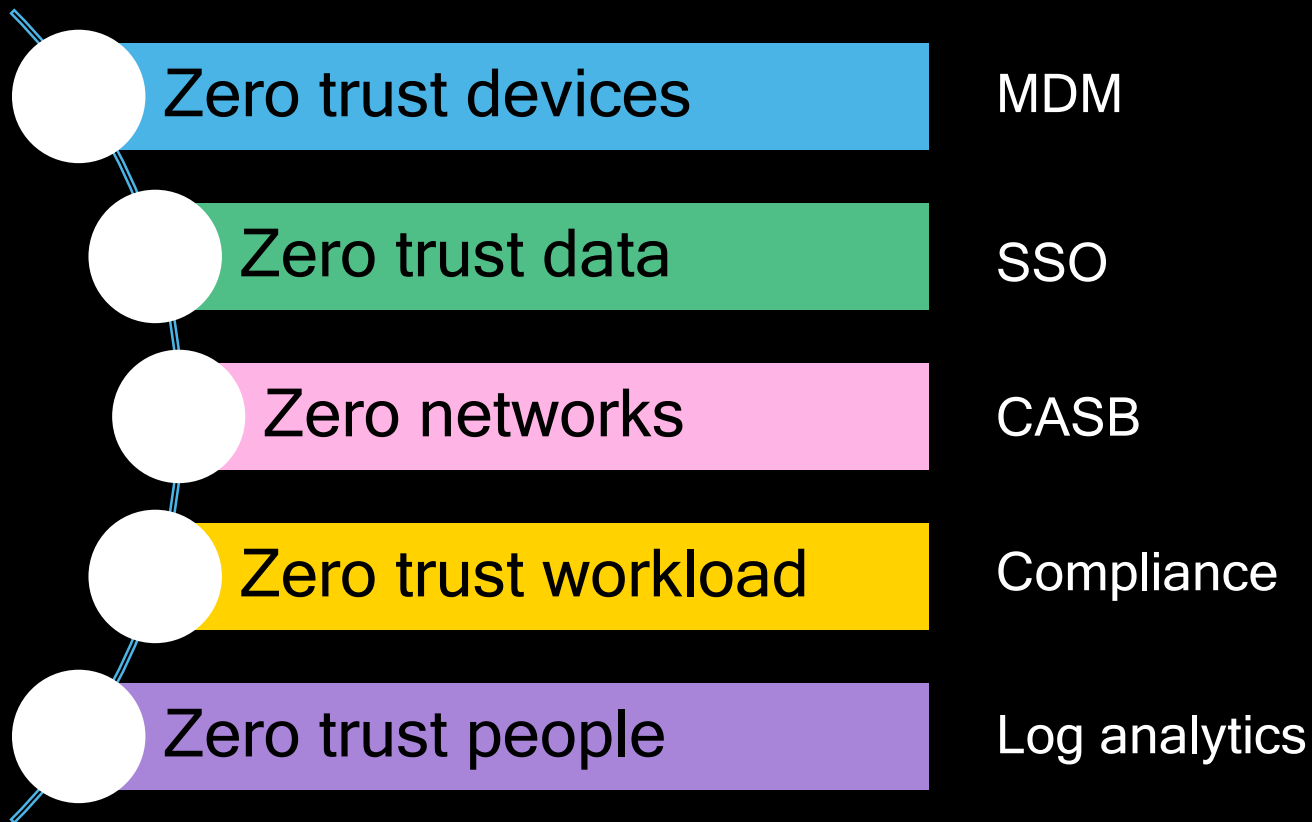 Zero trust devices
MDM
Zero trust data
SSO
Zero networks
CASB
Zero trust workload
Compliance
Zero trust people
Log analytics